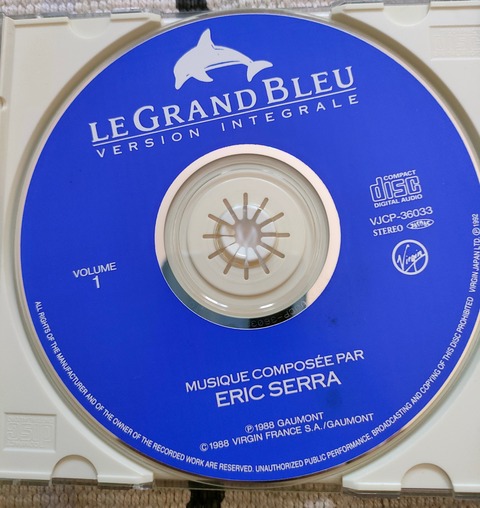 LE GRAND BLEU
VERSION INTEGRALE
COMPACT
disc
DIGITAL AUDIO
VJCP-36033
STEREO
Virgin
VOLUME
1
MUSIQUE COMPOSÉE PAR
ERIC SERRA
℗ 1988 GAUMONT
© 1988 VIRGIN FRANCE S.A./GAUMONT
ALL RIGHTS OF THE MANUFACTURER AND OF THE OWNER OF THE RECORDED WORK ARE RESERVED. UNAUTHORIZED PUBLIC PERFORMANCE, BROADCASTING AND COPYING OF THIS DISC PROHIBITED VIRGIN JAPAN LTD. ℗ 1992